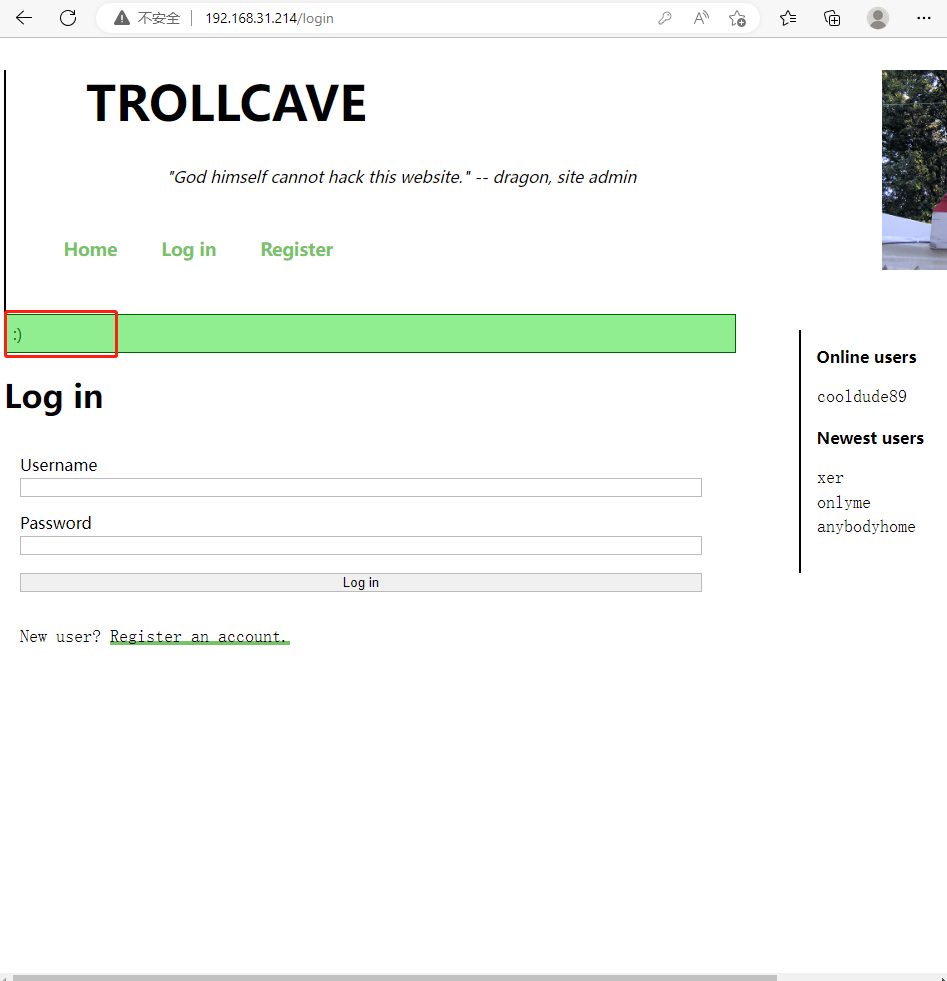 不安全 192.168.31.214/login
TROLLCAVE
"God himself cannot hack this website." -- dragon, site admin
Home Log in Register
:)
Log in
Username
Password
Log in
New user? Register an account.
Online users
cooldude89
Newest users
xer
onlyme
anybodyhome